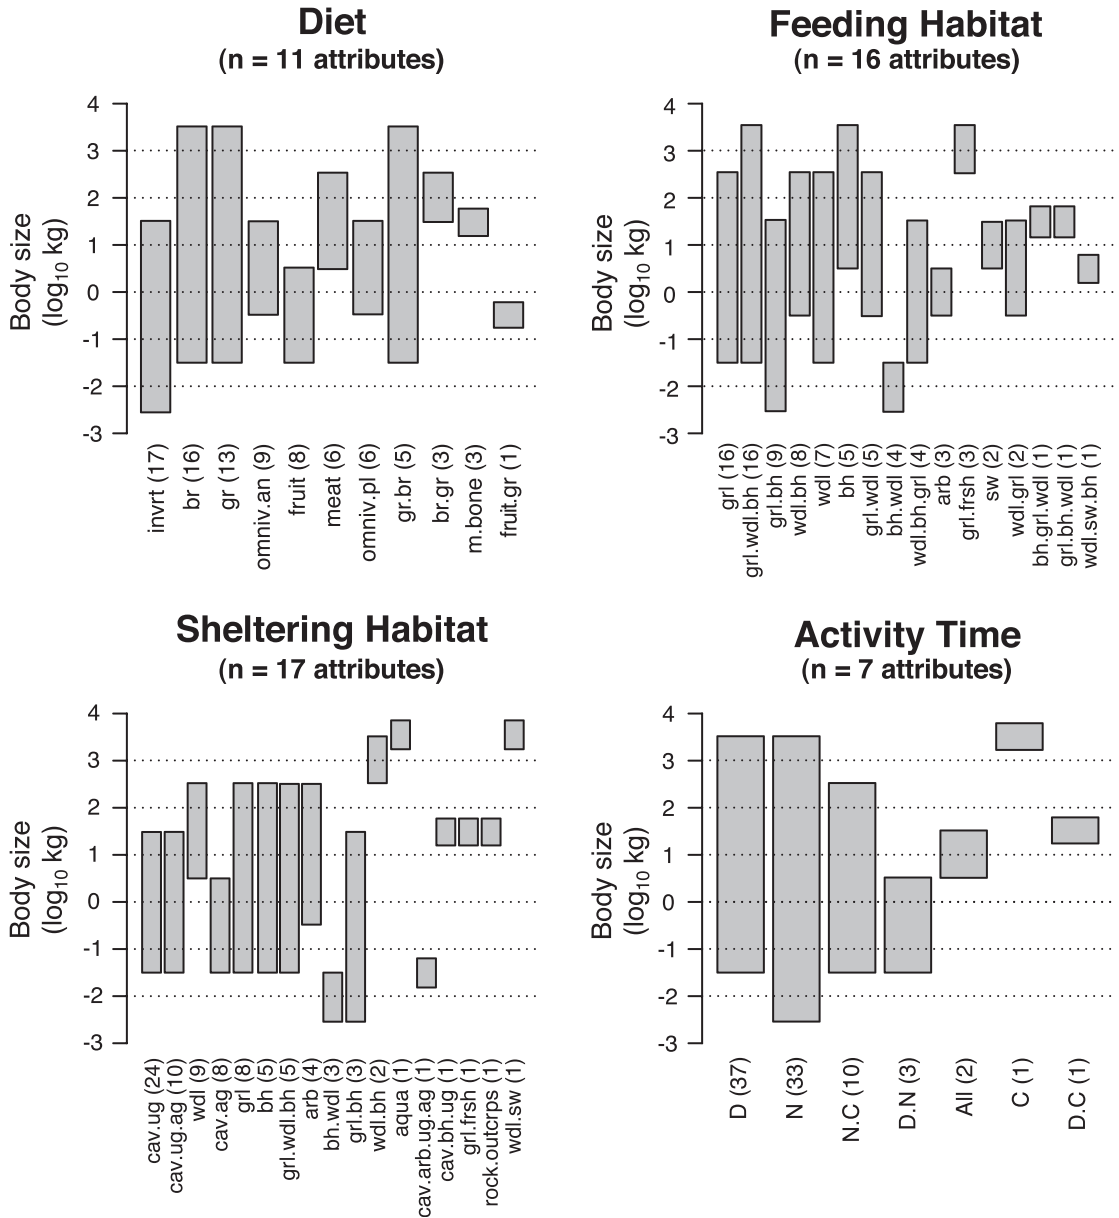 Diet
(n = 11 attributes)
Body size
(log10 kg)
4
3
2
1
0
-1
-2
-3
invrt (17)
br (16)
gr (13)
omniv.an (9)
fruit (8)
meat (6)
omniv.pl (6)
gr.br (5)
br.gr (3)
m.bone (3)
fruit.gr (1)
Feeding Habitat
(n = 16 attributes)
Body size
(log10 kg)
4
3
2
1
0
-1
-2
-3
grl (16)
grl.wdl.bh (16)
grl.bh (9)
wdl.bh (8)
wdl (7)
bh (5)
grl.wdl (5)
bh.wdl (4)
wdl.bh.grl (4)
arb (3)
grl.frsh (3)
sw (2)
wdl.grl (2)
bh.grl.wdl (1)
grl.bh.wdl (1)
wdl.sw.bh (1)
Sheltering Habitat
(n = 17 attributes)
Body size
(log10 kg)
4
3
2
1
0
-1
-2
-3
cav.ug (24)
cav.ug.ag (10)
wdl (9)
cav.ag (8)
grl (8)
bh (5)
grl.wdl.bh (5)
arb (4)
bh.wdl (3)
grl.bh (3)
wdl.bh (2)
aqua (1)
cav.arb.ug.ag (1)
cav.bh.ug (1)
grl.frsh (1)
rock.outcrps (1)
wdl.sw (1)
Activity Time
(n = 7 attributes)
Body size
(log10 kg)
4
3
2
1
0
-1
-2
-3
D (37)
N (33)
N.C (10)
D.N (3)
All (2)
C (1)
D.C (1)